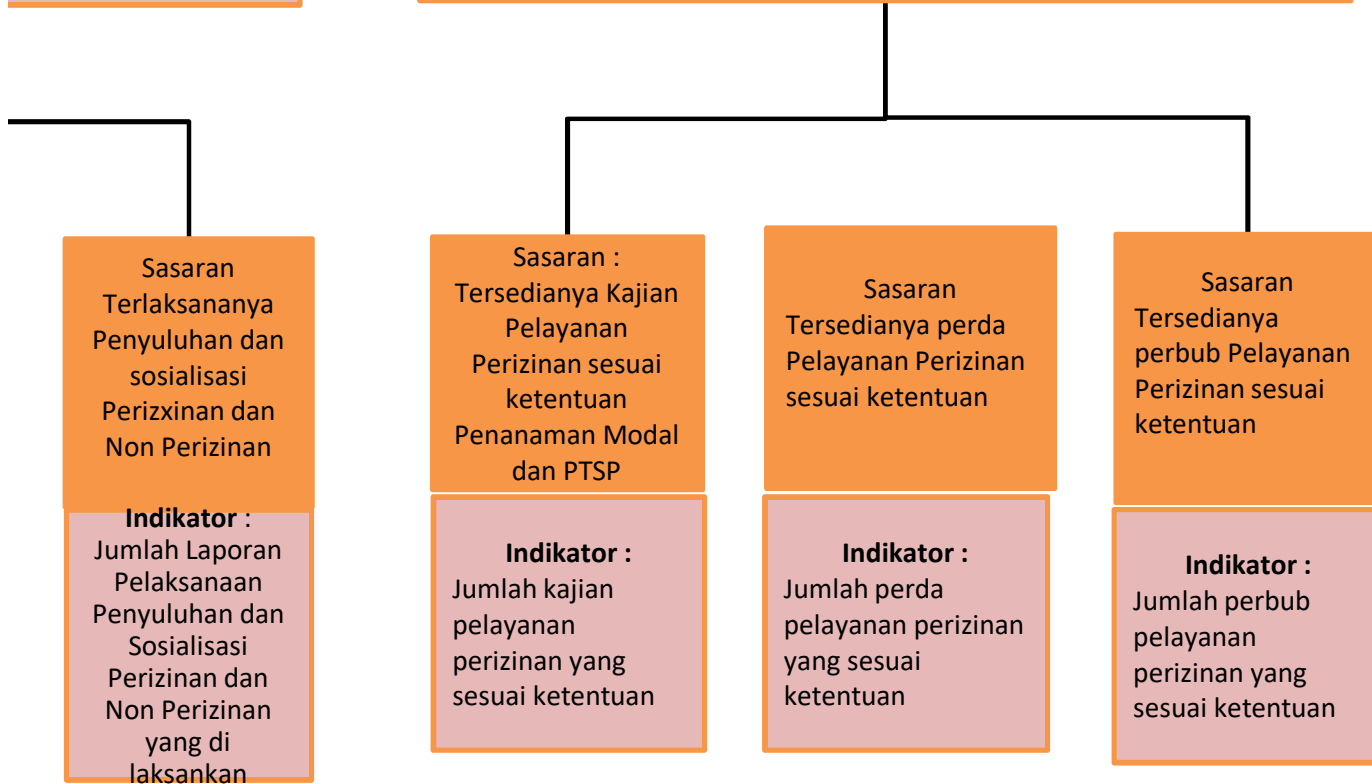 Sasaran
Terlaksananya
Penyuluhan dan
sosialisasi
Perizxinan dan
Non Perizinan
Indikator :
Jumlah Laporan
Pelaksanaan
Penyuluhan dan
Sosialisasi
Perizinan dan
Non Perizinan
yang di
laksankan
Sasaran :
Tersedianya Kajian
Pelayanan
Perizinan sesuai
ketentuan
Penanaman Modal
dan PTSP
Indikator :
Jumlah kajian
pelayanan
perizinan yang
sesuai ketentuan
Sasaran
Tersedianya perda
Pelayanan Perizinan
sesuai ketentuan
Indikator :
Jumlah perda
pelayanan perizinan
yang sesuai
ketentuan
Sasaran
Tersedianya
perbub Pelayanan
Perizinan sesuai
ketentuan
Indikator :
Jumlah perbub
pelayanan
perizinan yang
sesuai ketentuan